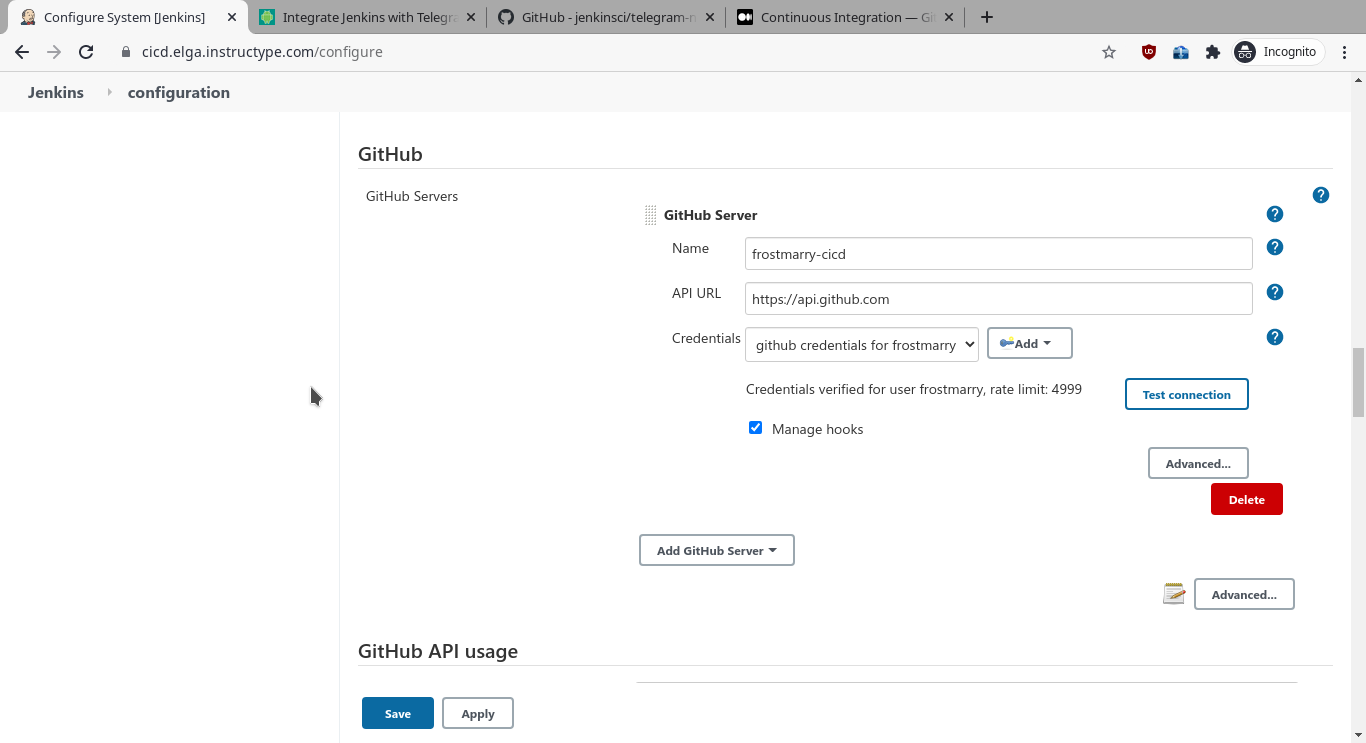 Configure System [Jenkins]
Integrate Jenkins with Telegra
GitHub - jenkinsci/telegram-n
Continuous Integration — Gi
cicd.elga.instructype.com/configure
Incognito
Jenkins configuration
GitHub
GitHub Servers
GitHub Server
Name
frostmarry-cicd
API URL
https://api.github.com
Credentials
github credentials for frostmarry
Add
Credentials verified for user frostmarry, rate limit: 4999
Test connection
Manage hooks
Advanced...
Delete
Add GitHub Server
Advanced...
GitHub API usage
Save
Apply